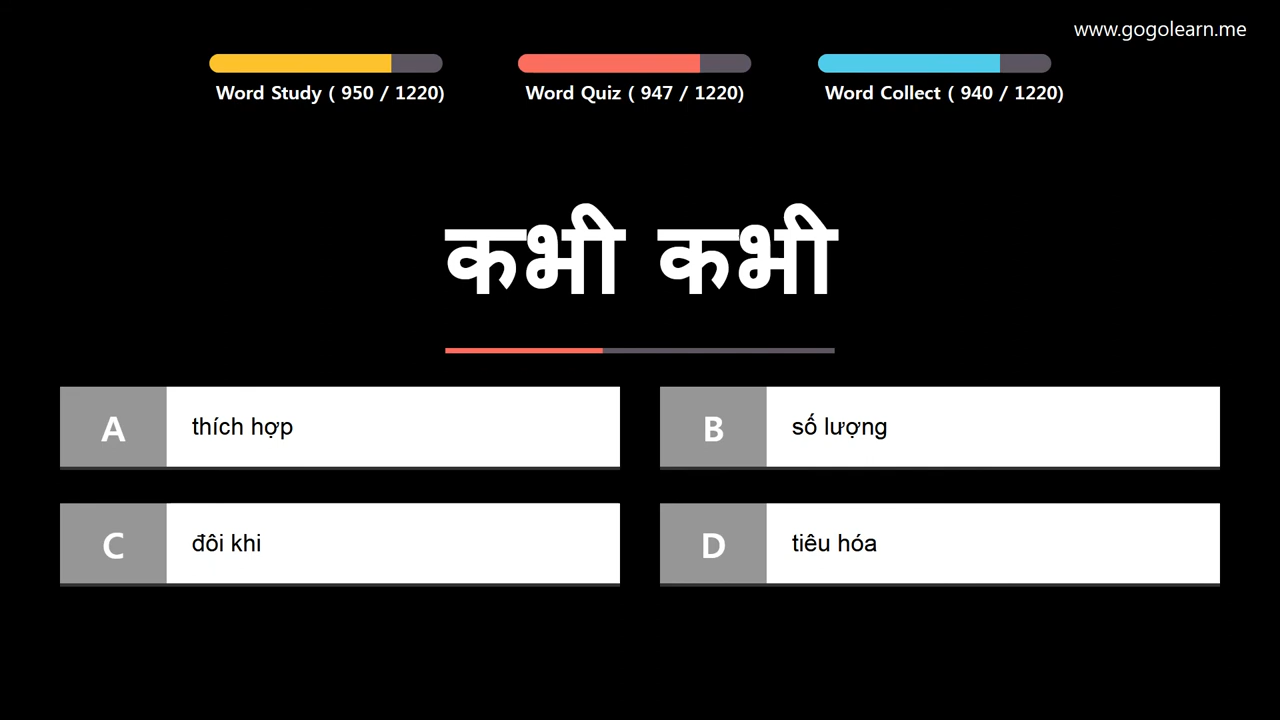 www.gogolearn.me
Word Study ( 950 / 1220)
Word Quiz ( 947 / 1220)
Word Collect ( 940 / 1220)
कभी कभी
A
thích hợp
B
số lượng
C
đôi khi
D
tiêu hóa